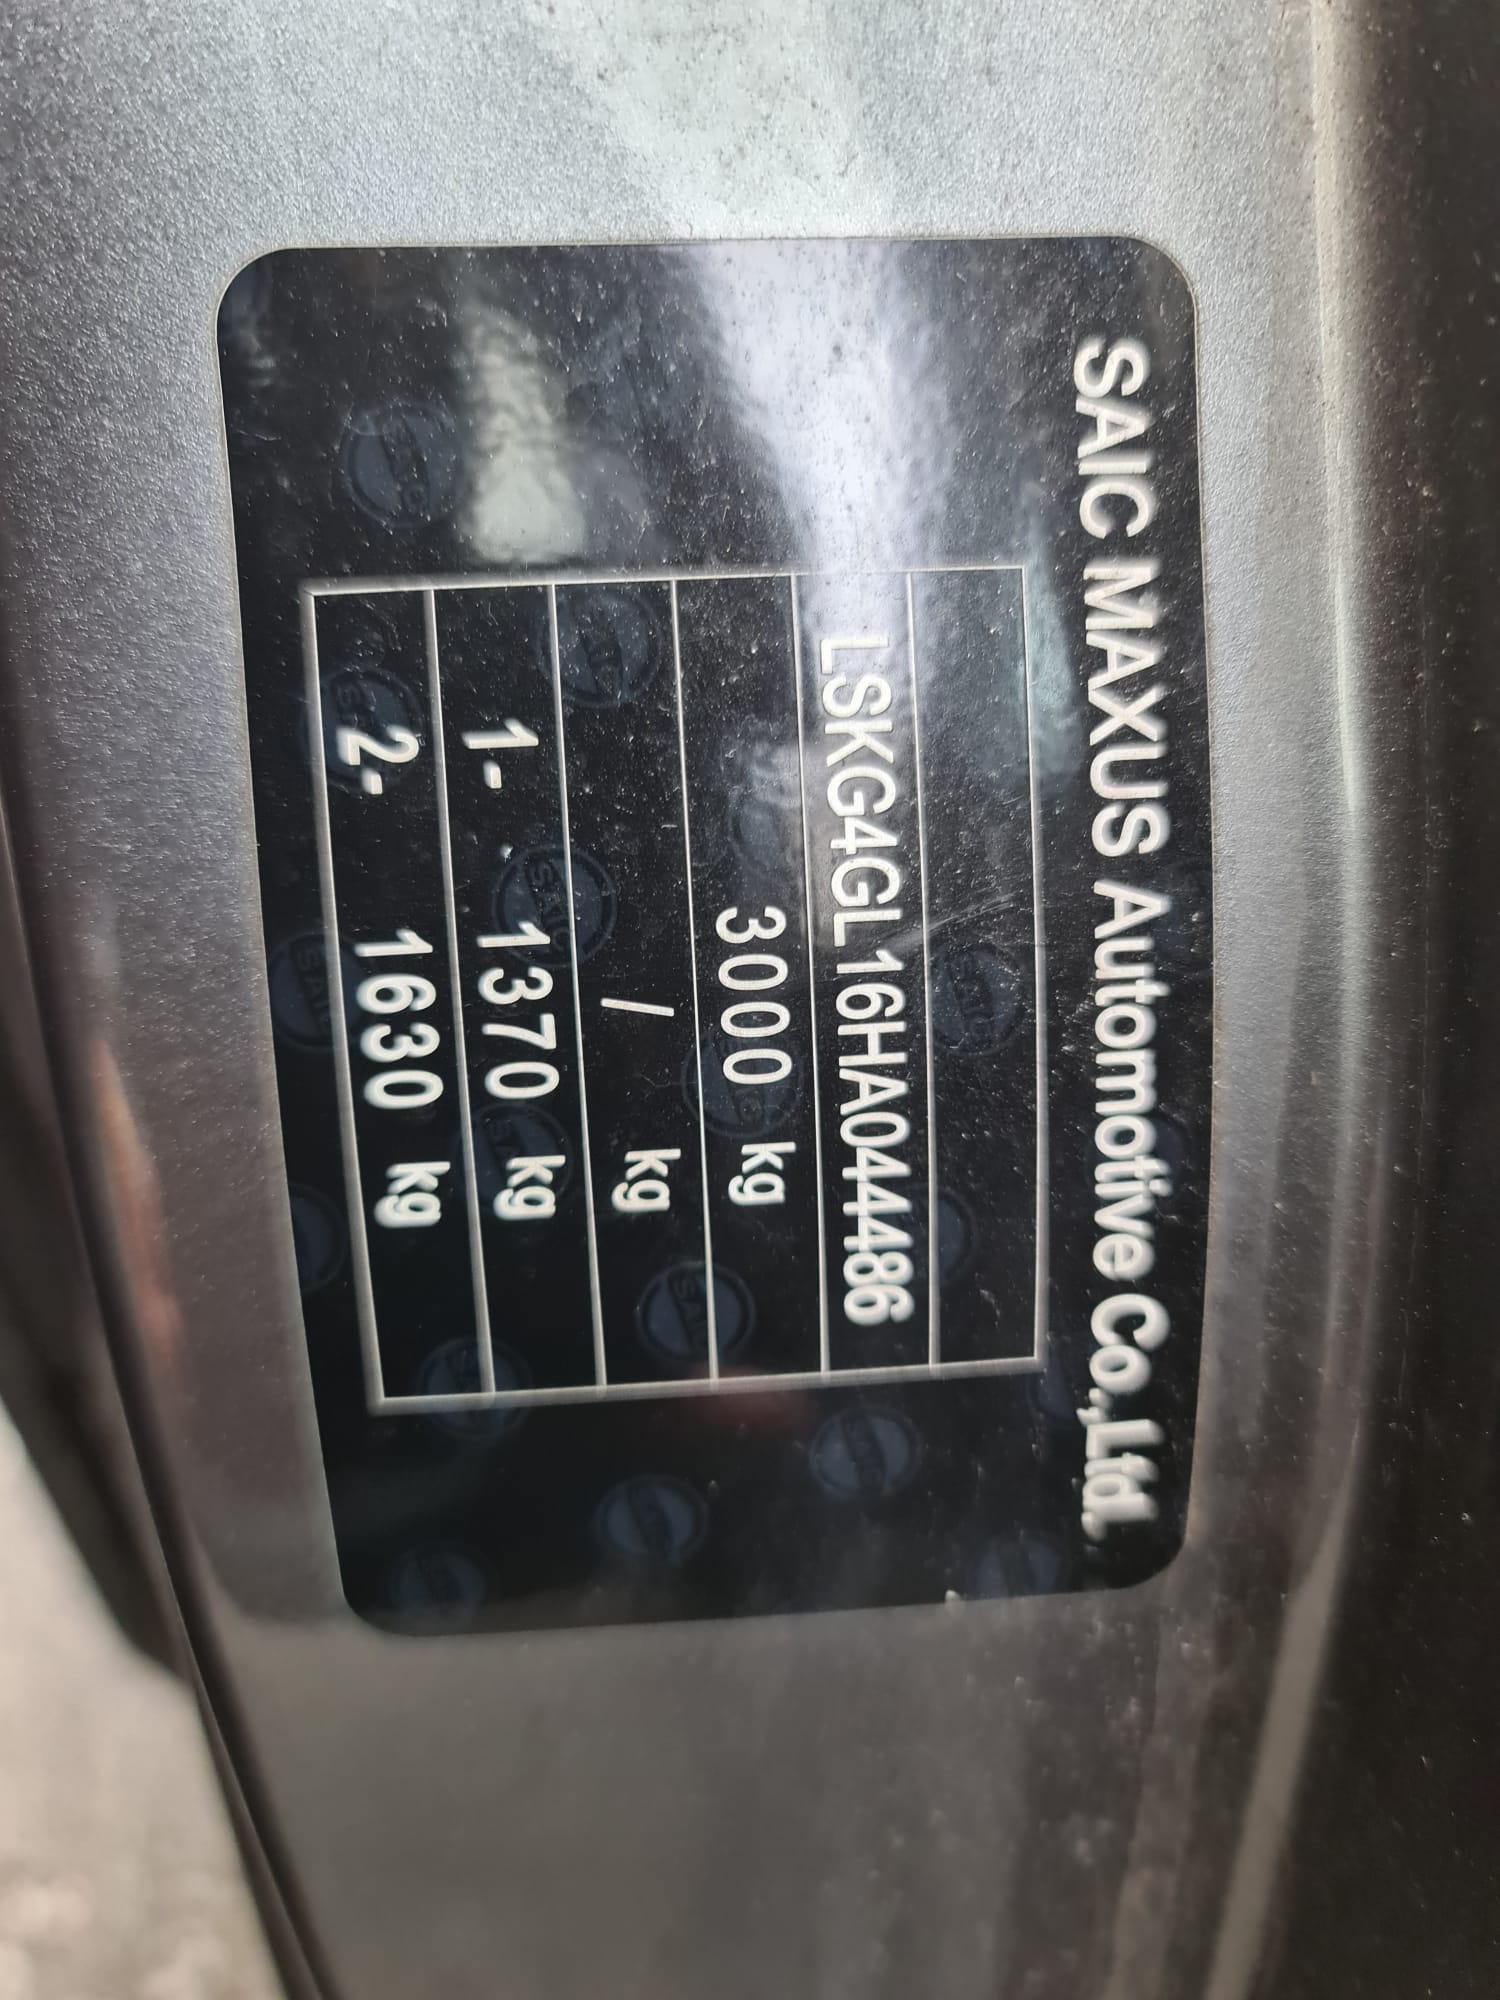 SAIC MAXUS Automotive Co.,Ltd.
LSKG4GL16HA044486
3000 kg
/ kg
1- 1370 kg
2- 1630 kg